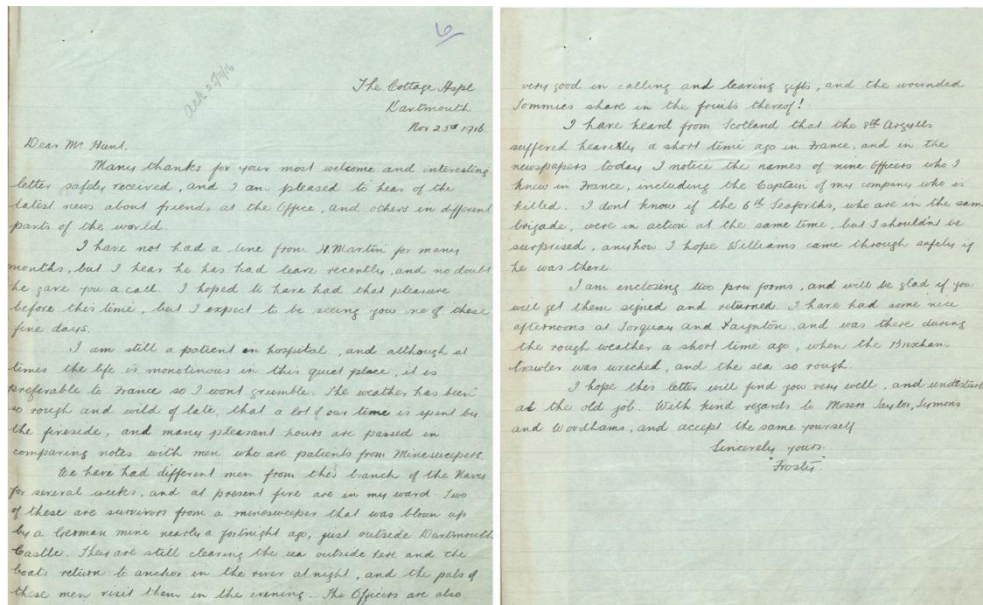 6
The Cottage Hospl
Dartmouth
Nov 23rd 1916
Dear Mr Hunt.
Many thanks for your most welcome and interesting
letter safely received, and I am pleased to hear of the
latest news about friends at the Office, and others in different
parts of the world.
I have not had a line from H. Martin for many
months, but I hear he has had leave recently, and no doubt
he gave you a call. I hoped to have had that pleasure
before this time, but I expect to be seeing you one of these
fine days.
I am still a patient in hospital, and although at
times the life is monotinous in this quiet place, it is
preferable to France so I wont grumble. The weather has been
so rough and wild of late, that a lot of our time is spent by
the fireside, and many pleasant hours are passed in
comparing notes with men who are patients from Minesweepers.
We have had different men from this branch of the Navy
for several weeks, and at present five are in my ward. Two
of these are survivors from a minesweeper that was blown up
by a German mine nearly a fortnight ago, just outside Dartmouth
Castle. They are still clearing the sea outside here and the
boats return to anchor in the river at night, and the pals of
these men visit them in the evening. The Officers are also
very good in calling and leaving gifts, and the wounded
Tommies share in the fruits thereof!
I have heard from Scotland that the 8th Argylls
suffered heavily a short time ago in France, and in the
newspapers today I notice the names of nine Officers who I
knew in France, including the Captain of my company who is
killed. I dont know if the 6th Seaforths, who are in the same
brigade, were in action at the same time, but I shouldnt be
surprised, anyhow I hope Williams came through safely if
he was there.
I am enclosing two prov forms, and will be glad if you
will get them signed and returned. I have had some nice
afternoons at Torquay and Paignton, and was there during
the rough weather a short time ago, when the Brixham
trawler was wrecked, and the sea so rough.
I hope this letter will find you very well, and undisturbed
at the old job. With kind regards to Messrs Taylor, Symons
and Woodhams, and accept the same yourself
Sincerely yours.
"Frosty"